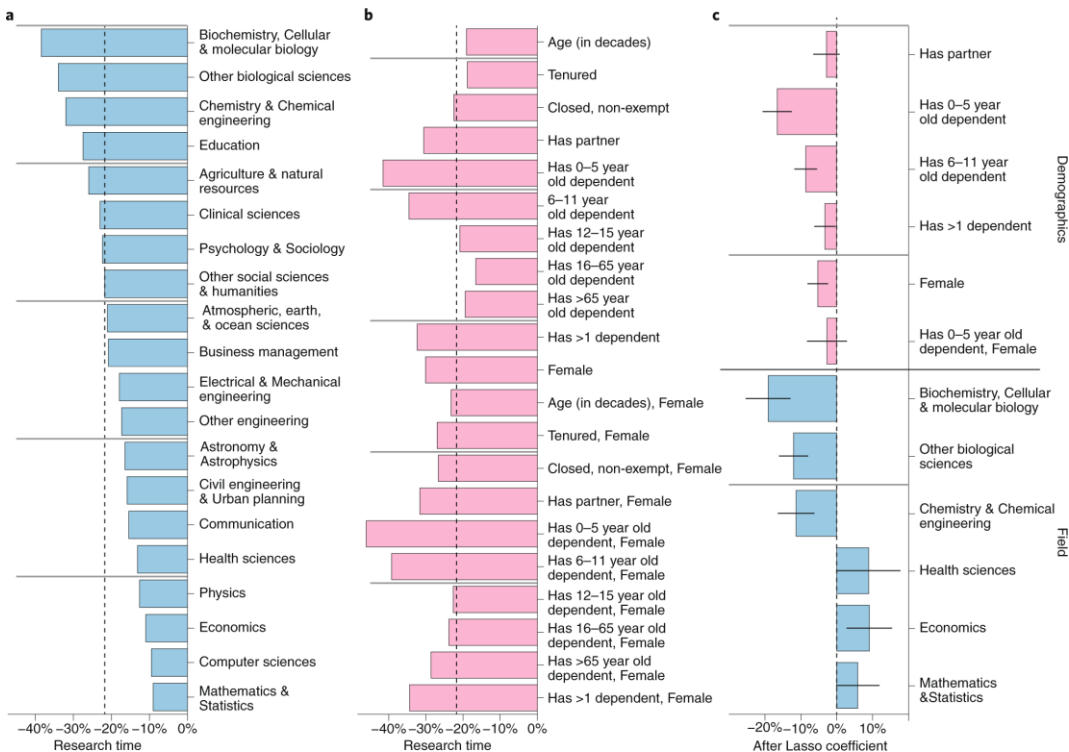 a
Biochemistry, Cellular
& molecular biology
Other biological sciences
Chemistry & Chemical
engineering
Education
Agriculture & natural
resources
Clinical sciences
Psychology & Sociology
Other social sciences
& humanities
Atmospheric, earth,
& ocean sciences
Business management
Electrical & Mechanical
engineering
Other engineering
Astronomy &
Astrophysics
Civil engineering
& Urban planning
Communication
Health sciences
Physics
Economics
Computer sciences
Mathematics &
Statistics
−40% −30% −20% −10% 0%
Research time
b
Age (in decades)
Tenured
Closed, non-exempt
Has partner
Has 0–5 year
old dependent
6–11 year
old dependent
Has 12–15 year
old dependent
Has 16–65 year
old dependent
Has >65 year
old dependent
Has >1 dependent
Female
Age (in decades), Female
Tenured, Female
Closed, non-exempt, Female
Has partner, Female
Has 0–5 year old
dependent, Female
Has 6–11 year old
dependent, Female
Has 12–15 year old
dependent, Female
Has 16–65 year old
dependent, Female
Has >65 year old
dependent, Female
Has >1 dependent, Female
−40% −30% −20% −10% 0%
Research time
c
Has partner
Has 0–5 year
old dependent
Has 6–11 year
old dependent
Has >1 dependent
Female
Has 0–5 year old
dependent, Female
Demographics
Biochemistry, Cellular
& molecular biology
Other biological
sciences
Chemistry & Chemical
engineering
Health sciences
Economics
Mathematics
&Statistics
Field
−20% −10% 0% 10%
After Lasso coefficient